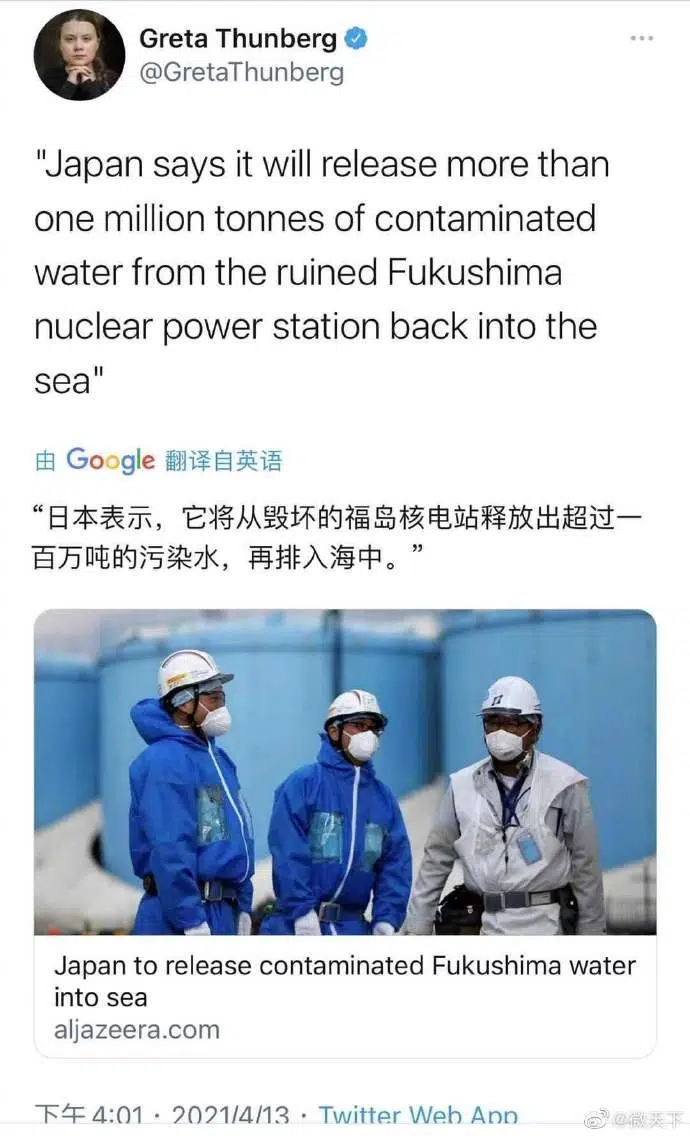 Greta Thunberg
@GretaThunberg
"Japan says it will release more than
one million tonnes of contaminated
water from the ruined Fukushima
nuclear power station back into the
sea"
由 Google 翻译自英语
“日本表示，它将从毁坏的福岛核电站释放出超过一
百万吨的污染水，再排入海中。”
Japan to release contaminated Fukushima water
into sea
aljazeera.com
下午 4:01 · 2021/4/13 · Twitter Web App
@微天下